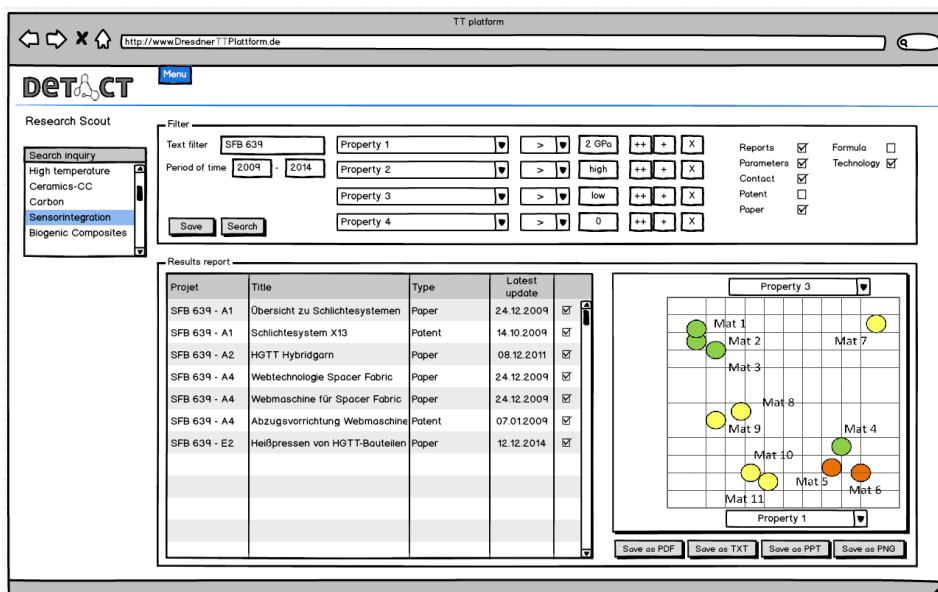 TT platform
http://www.DresdnerTTPlattform.de
DETACT
Menu
Research Scout
Search inquiry
High temperature
Ceramics-CC
Carbon
Sensorintegration
Biogenic Composites
Filter
Text filter SFB 639
Period of time 2009 - 2014
Save Search
Property 1 > 2 GPa ++ + X
Property 2 > high ++ + X
Property 3 > low ++ + X
Property 4 > 0 ++ + X
Reports Formula
Parameters Technology
Contact
Patent
Paper
Results report
Projet Title Type Latest update
SFB 639 - A1 Übersicht zu Schlichtesystemen Paper 24.12.2009
SFB 639 - A1 Schlichtesystem X13 Patent 14.10.2009
SFB 639 - A2 HGTT Hybridgarn Paper 08.12.2011
SFB 639 - A4 Webtechnologie Spacer Fabric Paper 24.12.2009
SFB 639 - A4 Webmaschine für Spacer Fabric Paper 24.12.2009
SFB 639 - A4 Abzugsvorrichtung Webmaschine Patent 07.01.2009
SFB 639 - E2 Heißpressen von HGTT-Bauteilen Paper 12.12.2014
Property 3
Mat 1
Mat 2 Mat 7
Mat 3
Mat 8
Mat 9 Mat 4
Mat 10
Mat 5
Mat 6
Mat 11
Property 1
Save as PDF Save as TXT Save as PPT Save as PNG